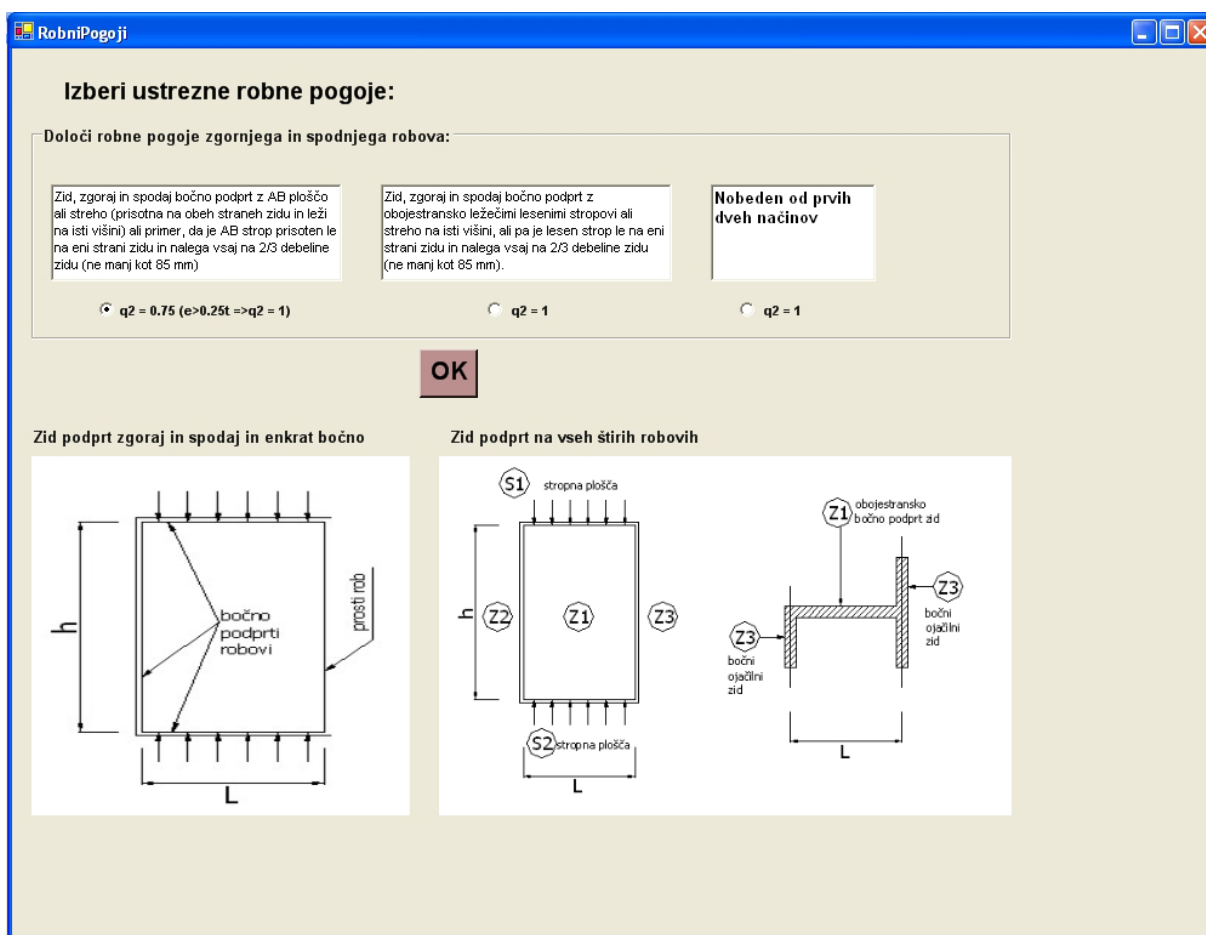 RobniPogoji
Izberi ustrezne robne pogoje:
Določi robne pogoje zgornjega in spodnjega robova:
Zid, zgoraj in spodaj bočno podprt z AB ploščo
ali streho (prisotna na obeh straneh zidu in leži
na isti višini) ali primer, da je AB strop prisoten le
na eni strani zidu in nalega vsaj na 2/3 debeline
zidu (ne manj kot 85 mm)
Zid, zgoraj in spodaj bočno podprt z
obojestransko ležečimi lesenimi stropovi ali
streho na isti višini, ali pa je lesen strop le na eni
strani zidu in nalega vsaj na 2/3 debeline zidu
(ne manj kot 85 mm).
Nobeden od prvih
dveh načinov
q2 = 0.75 (e>0.25t =>q2 = 1)
q2 = 1
q2 = 1
OK
Zid podprt zgoraj in spodaj in enkrat bočno
h
bočno
podprti
robovi
prosti rob
L
Zid podprt na vseh štirih robovih
S1
stropna plošča
h
Z2
Z1
Z3
S2
stropna plošča
L
Z1
obojestransko
bočno podprt zid
Z3
bočni
ojačilni
zid
Z3
bočni
ojačilni
zid
L